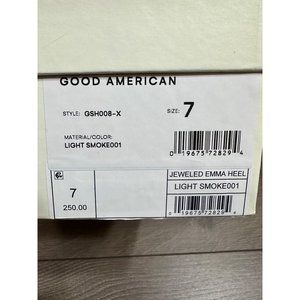 GOOD AMERICAN
STYLE: GSH008-X
SIZE: 7
MATERIAL/COLOR:
LIGHT SMOKE001
0 19675 72829 4
7
250.00
JEWELED EMMA HEEL
LIGHT SMOKE001
0 19675 72829 4